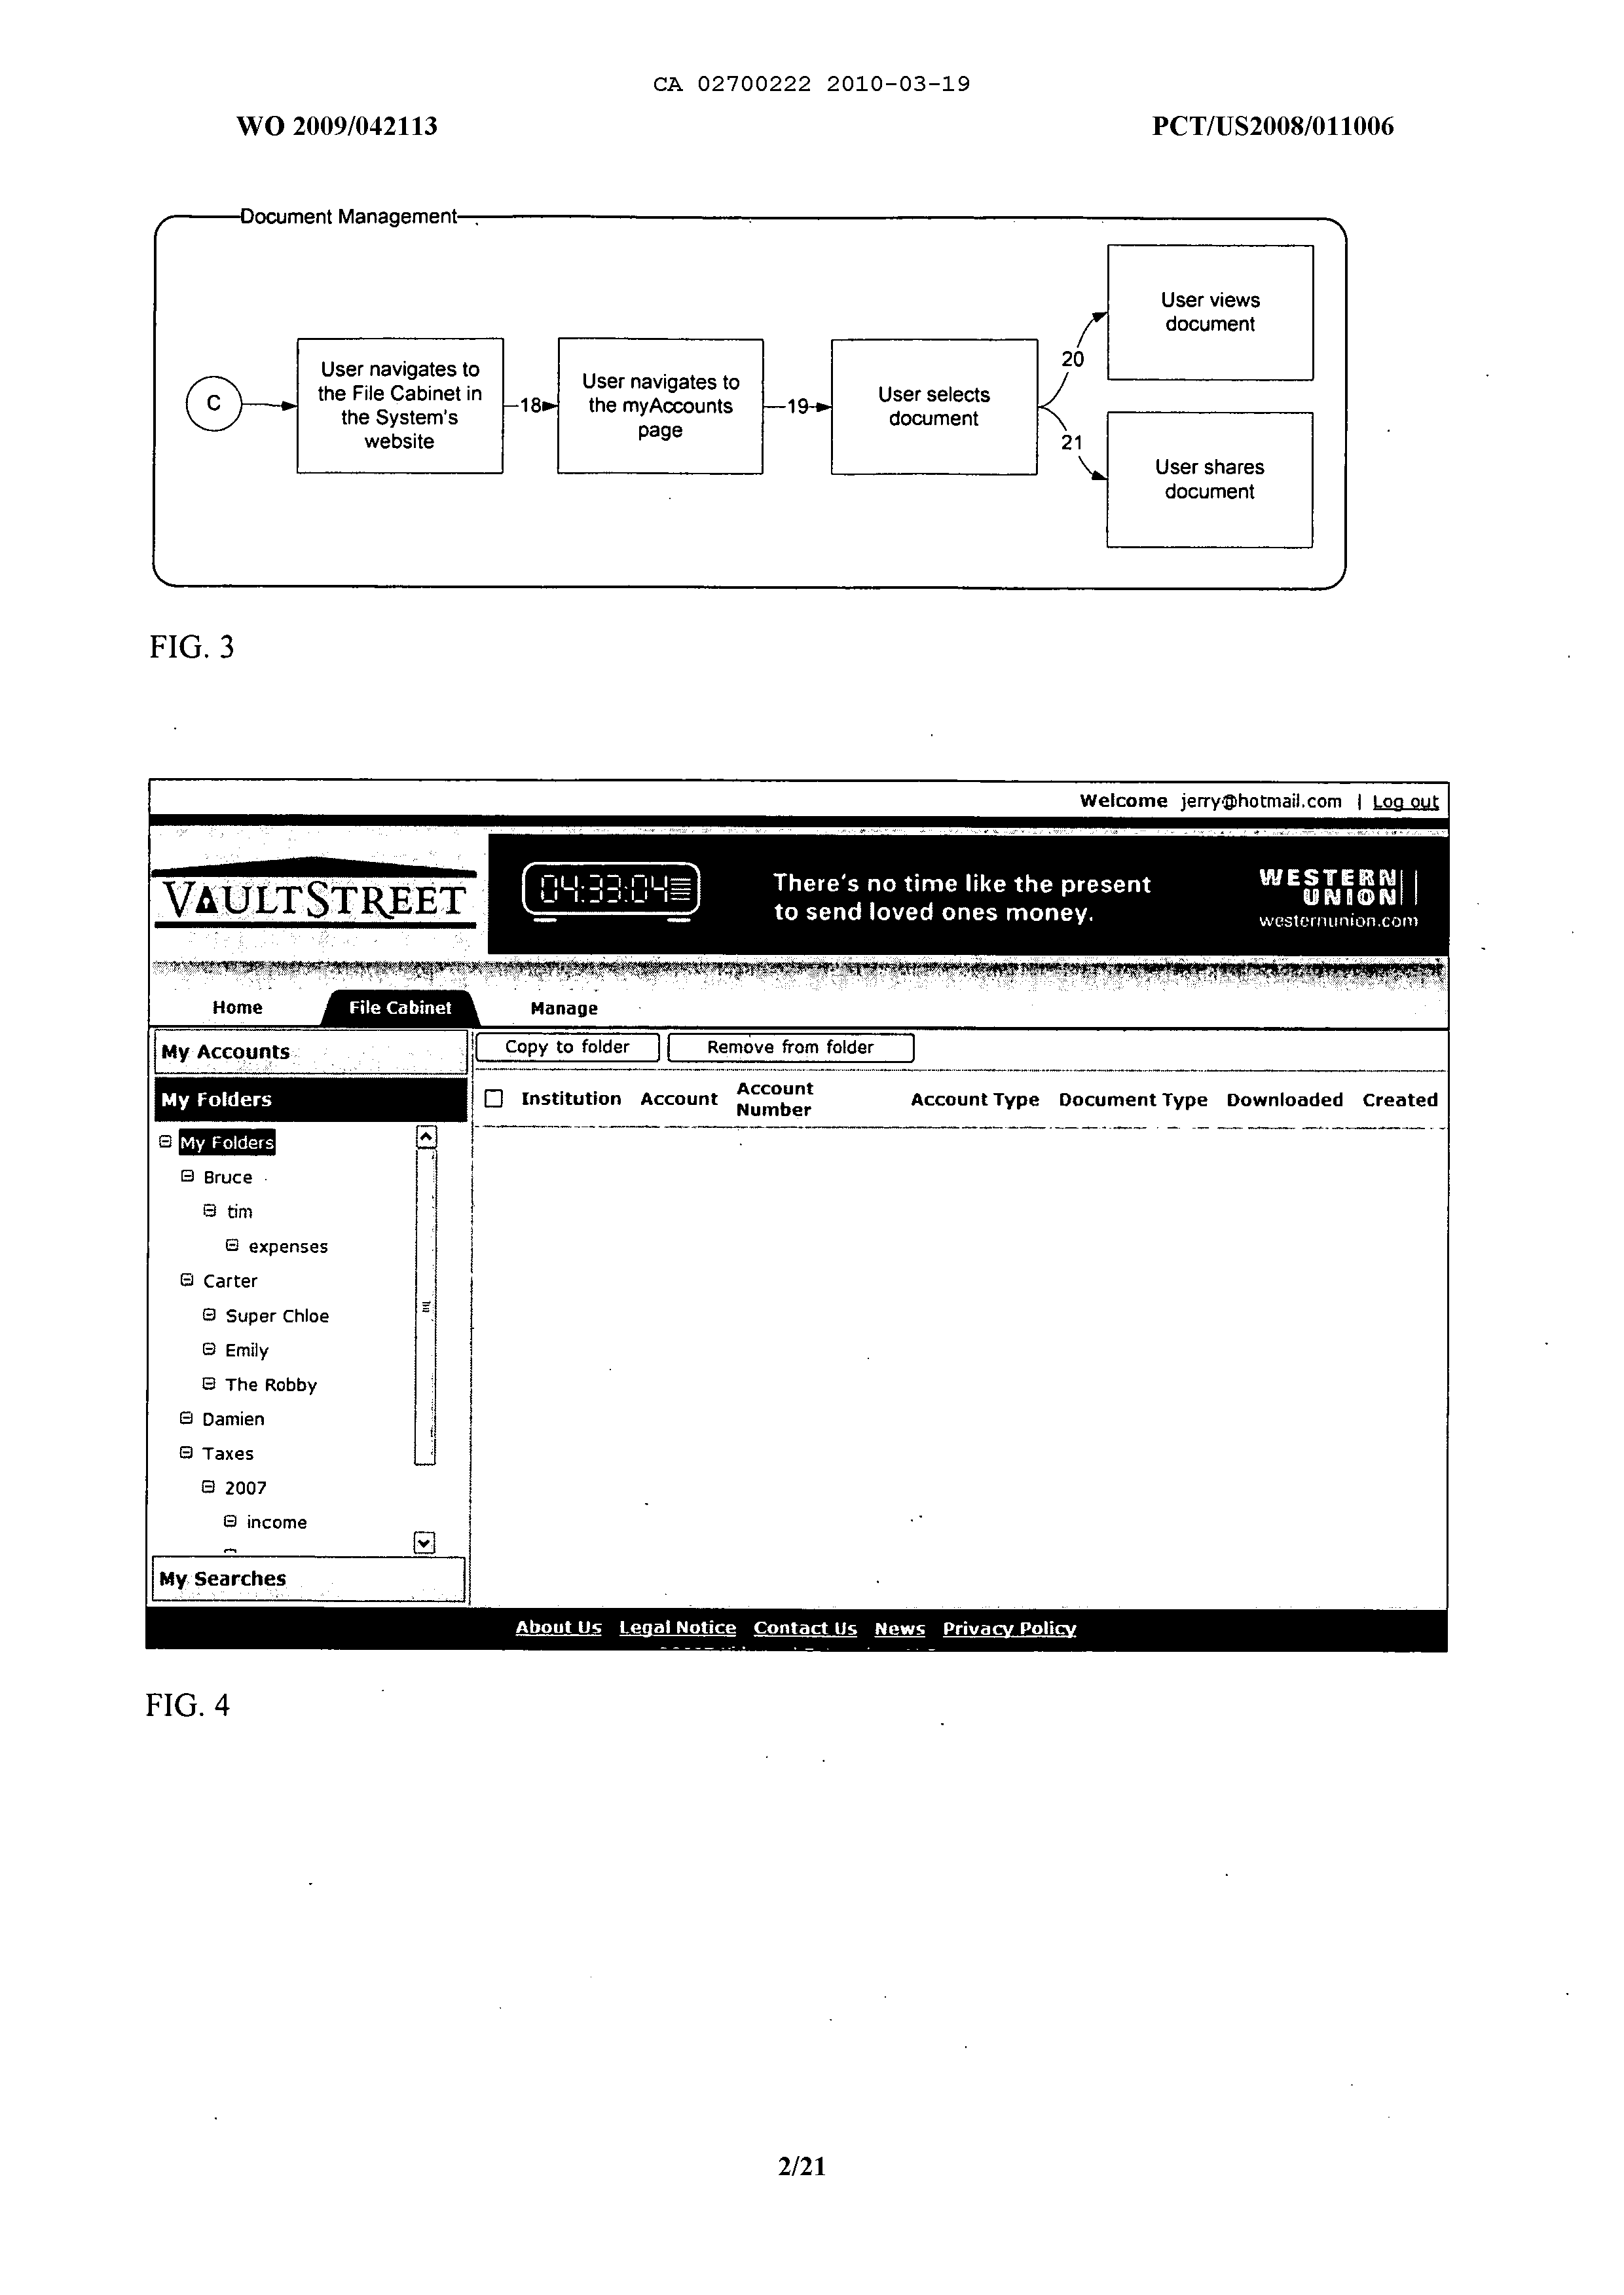 CA 02700222 2010-03-19
WO 2009/042113
PCT/US2008/011006
Document Management
C
User navigates to
the File Cabinet in
the System's
website
18
User navigates to
the myAccounts
page
19
User selects
document
20
User views
document
21
User shares
document
FIG. 3
Welcome jerry@hotmail.com | Log out
VAULTSTREET
04:33:04
There's no time like the present
to send loved ones money.
WESTERN
UNION
westernunion.com
Home
File Cabinet
Manage
My Accounts
Copy to folder
Remove from folder
My Folders
Institution
Account
Account
Number
Account Type
Document Type
Downloaded
Created
My Folders
Bruce
tim
expenses
Carter
Super Chloe
Emily
The Robby
Damien
Taxes
2007
income
My Searches
About Us Legal Notice Contact Us News Privacy Policy
FIG. 4
2/21